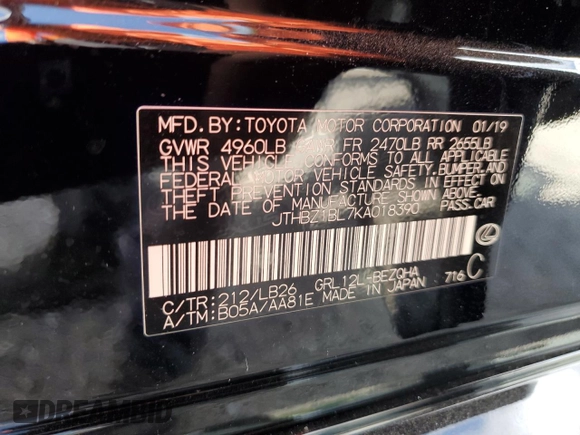 MFD. BY: TOYOTA MOTOR CORPORATION 01/19
GVWR 4960LB FR 2470LB RR 2655LB
THIS VEHICLE CONFORMS TO ALL APPLICABLE
FEDERAL MOTOR VEHICLE SAFETY, BUMPER, AND
THEFT PREVENTION STANDARDS IN EFFECT ON
THE DATE OF MANUFACTURE SHOWN ABOVE.
JTHBZ1BL7KA018390 PASS.CAR
C/TR: 212/LB26 GRL12L-BEZQHA
A/TM: B05A/AA81E MADE IN JAPAN 716 C
DREAMBID